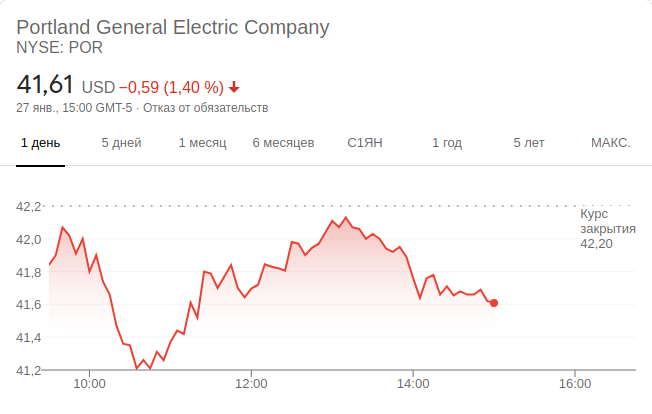 Portland General Electric Company
NYSE: POR
41,61 USD −0,59 (1,40 %)
27 янв., 15:00 GMT-5 · Отказ от обязательств
1 день 5 дней 1 месяц 6 месяцев С1ЯН 1 год 5 лет МАКС.
42,2
Курс
закрытия
42,20
42,0
41,8
41,6
41,4
41,2
10:00 12:00 14:00 16:00